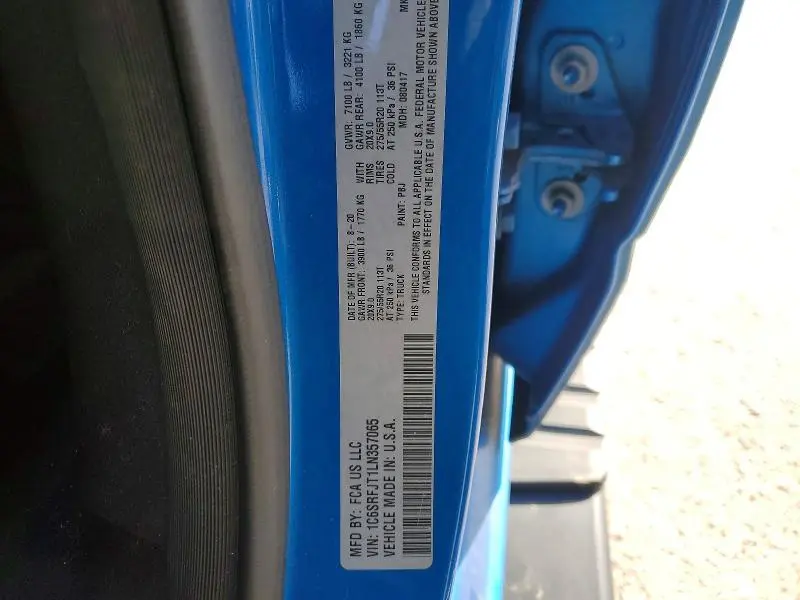 MFD BY: FCA US LLC
VIN: 1C6SRFJT1LN357065
VEHICLE MADE IN: U.S.A.
DATE OF MFR (BUILT): 8-20 GVWR: 7100 LB / 3221 KG
GAWR FRONT: 3900 LB / 1770 KG WITH GAWR REAR: 4100 LB / 1860 KG
20X9.0 RIMS 20X9.0
275/55R20 113T TIRES 275/55R20 113T
AT 250 kPa / 36 PSI COLD AT 250 kPa / 36 PSI
TYPE: TRUCK PAINT: PBJ MDH: 080417 MK
THIS VEHICLE CONFORMS TO ALL APPLICABLE U.S.A. FEDERAL MOTOR VEHICLE
STANDARDS IN EFFECT ON THE DATE OF MANUFACTURE SHOWN ABOVE